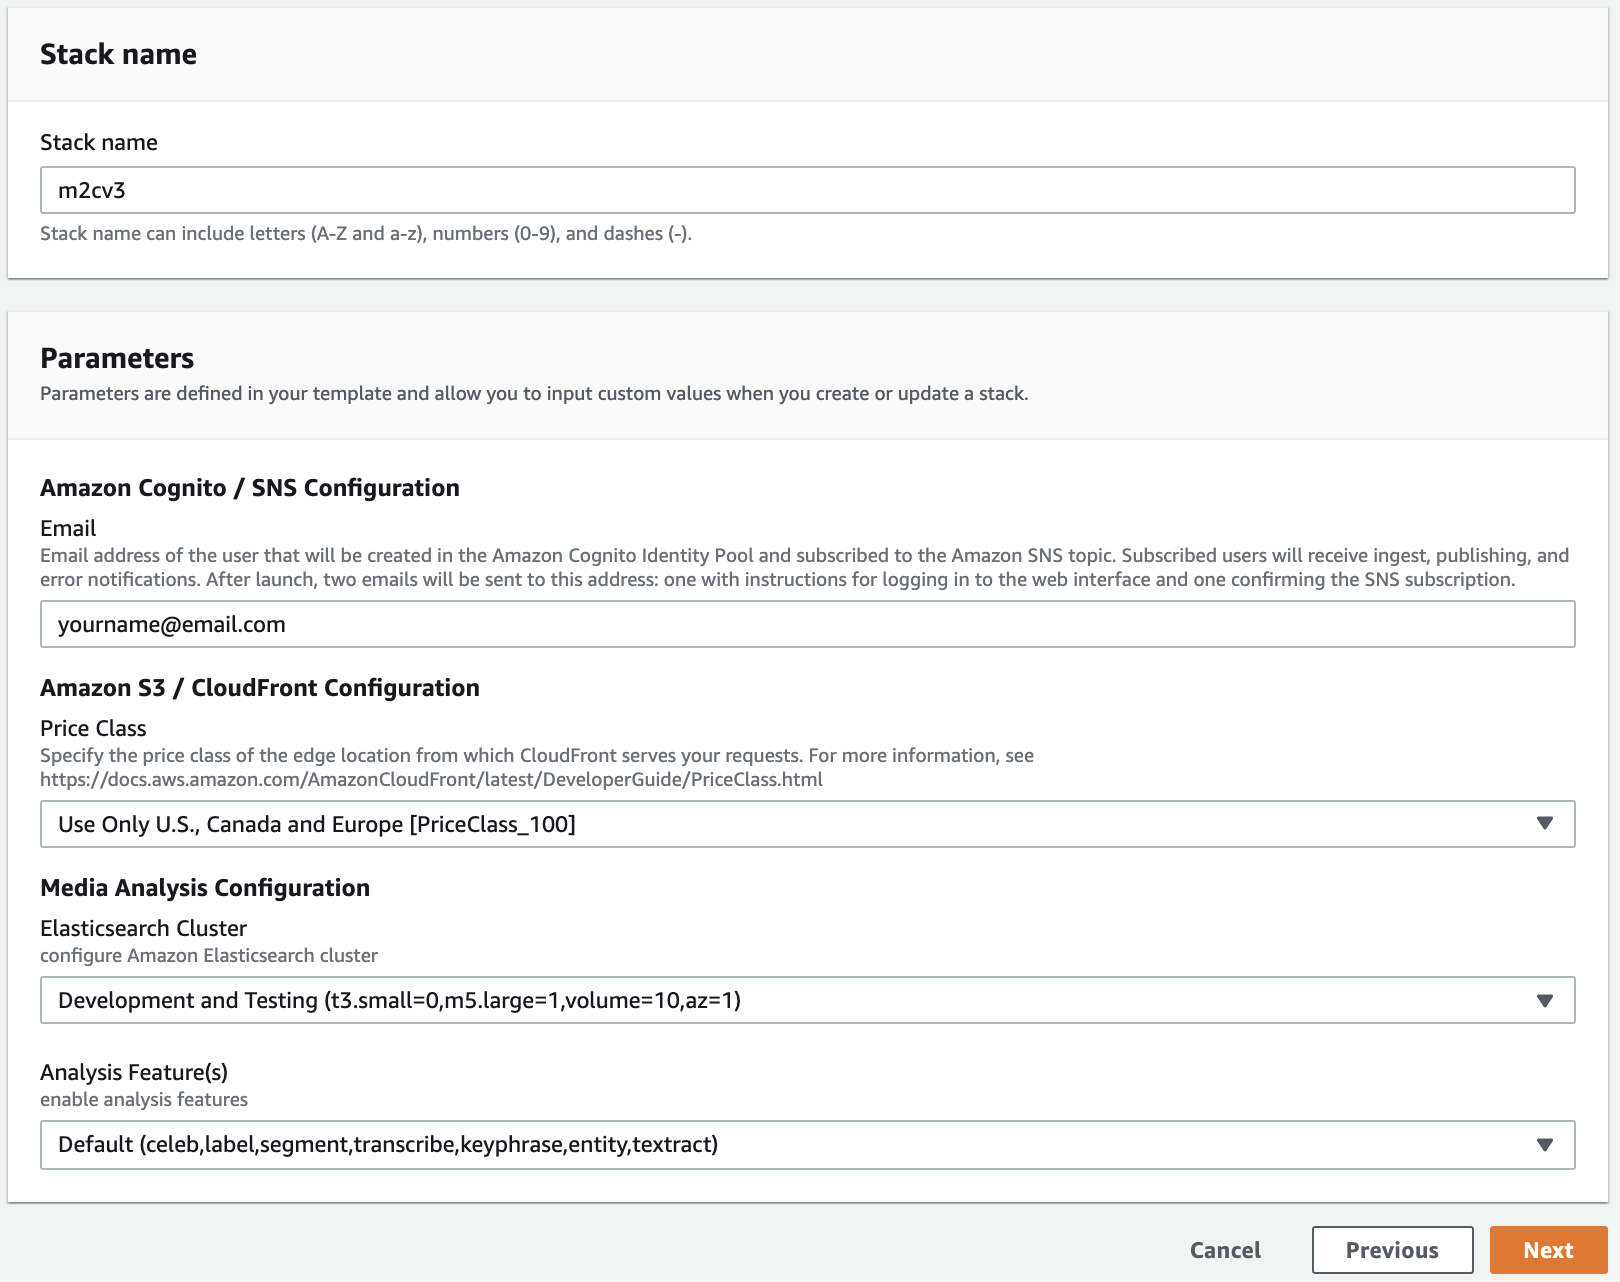 Stack name
Stack name
m2cv3
Stack name can include letters (A-Z and a-z), numbers (0-9), and dashes (-).
Parameters
Parameters are defined in your template and allow you to input custom values when you create or update a stack.
Amazon Cognito / SNS Configuration
Email
Email address of the user that will be created in the Amazon Cognito Identity Pool and subscribed to the Amazon SNS topic. Subscribed users will receive ingest, publishing, and
error notifications. After launch, two emails will be sent to this address: one with instructions for logging in to the web interface and one confirming the SNS subscription.
yourname@email.com
Amazon S3 / CloudFront Configuration
Price Class
Specify the price class of the edge location from which CloudFront serves your requests. For more information, see
https://docs.aws.amazon.com/AmazonCloudFront/latest/DeveloperGuide/PriceClass.html
Use Only U.S., Canada and Europe [PriceClass_100]
Media Analysis Configuration
Elasticsearch Cluster
configure Amazon Elasticsearch cluster
Development and Testing (t3.small=0,m5.large=1,volume=10,az=1)
Analysis Feature(s)
enable analysis features
Default (celeb,label,segment,transcribe,keyphrase,entity,textract)
Cancel
Previous
Next